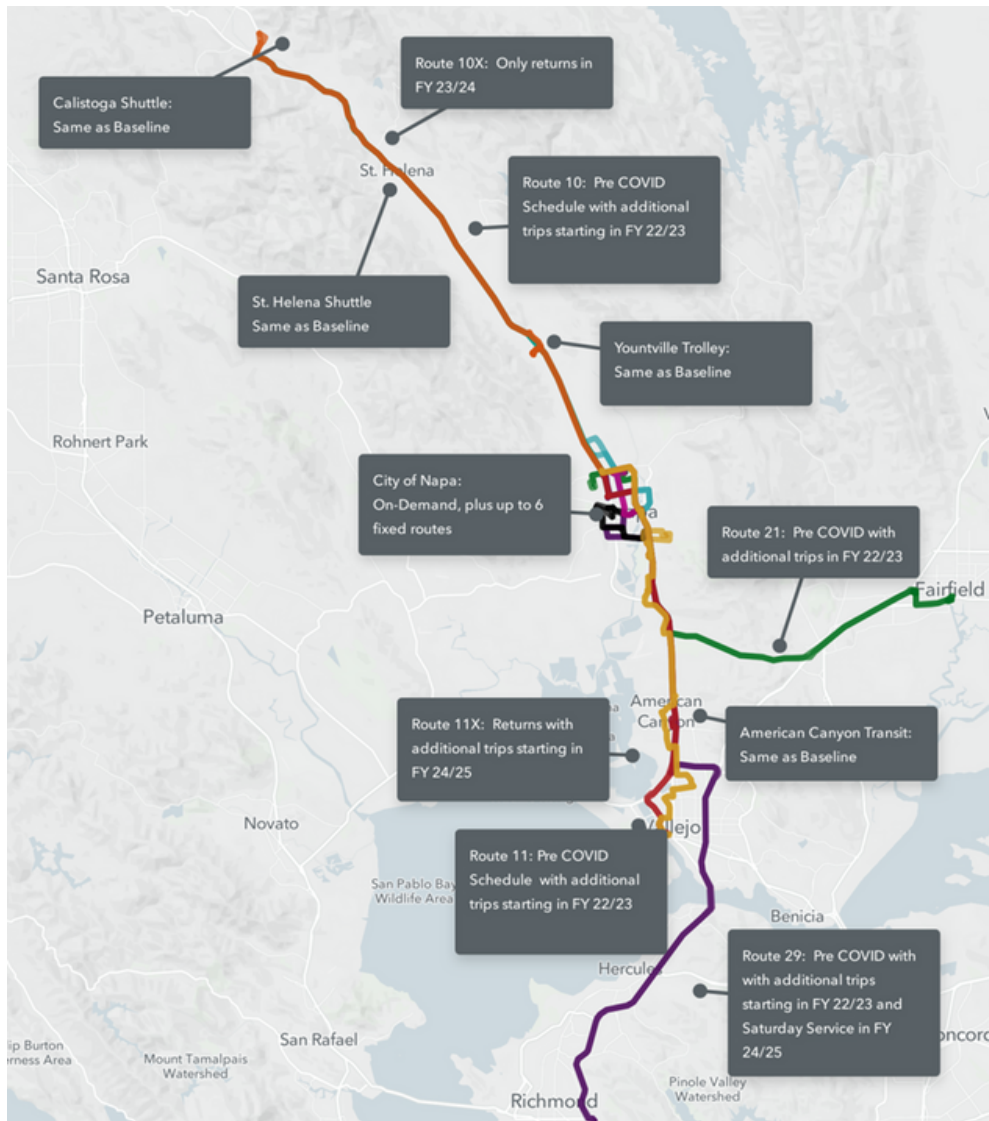 Calistoga Shuttle:
Same as Baseline
Route 10X: Only returns in
FY 23/24
St. Helena
Route 10: Pre COVID
Schedule with additional
trips starting in FY 22/23
Santa Rosa
St. Helena Shuttle
Same as Baseline
Yountville Trolley:
Same as Baseline
Rohnert Park
City of Napa:
On-Demand, plus up to 6
fixed routes
Route 21: Pre COVID with
additional trips in FY 22/23
Fairfield
Petaluma
American
Canyon
Route 11X: Returns with
additional trips starting in
FY 24/25
American Canyon Transit:
Same as Baseline
Novato
Vallejo
Route 11: Pre COVID
Schedule with additional
trips starting in FY 22/23
San Pablo Bay
Wildlife Area
Benicia
Hercules
Route 29: Pre COVID with
with additional trips
starting in FY 22/23 and
Saturday Service in FY
24/25
San Rafael
Mount Tamalpais
Watershed
Pinole Valley
Watershed
Richmond